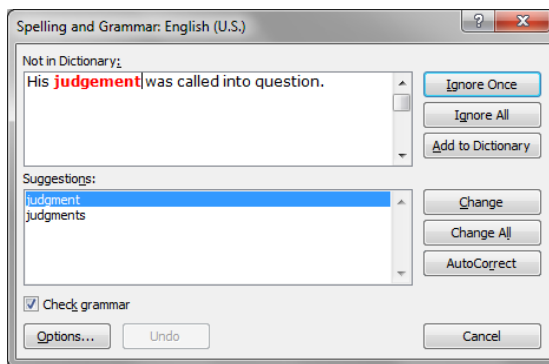 Spelling and Grammar: English (U.S.)
Not in Dictionary:
His judgement was called into question.
Ignore Once
Ignore All
Add to Dictionary
Suggestions:
judgment
judgments
Change
Change All
AutoCorrect
Check grammar
Options...
Undo
Cancel